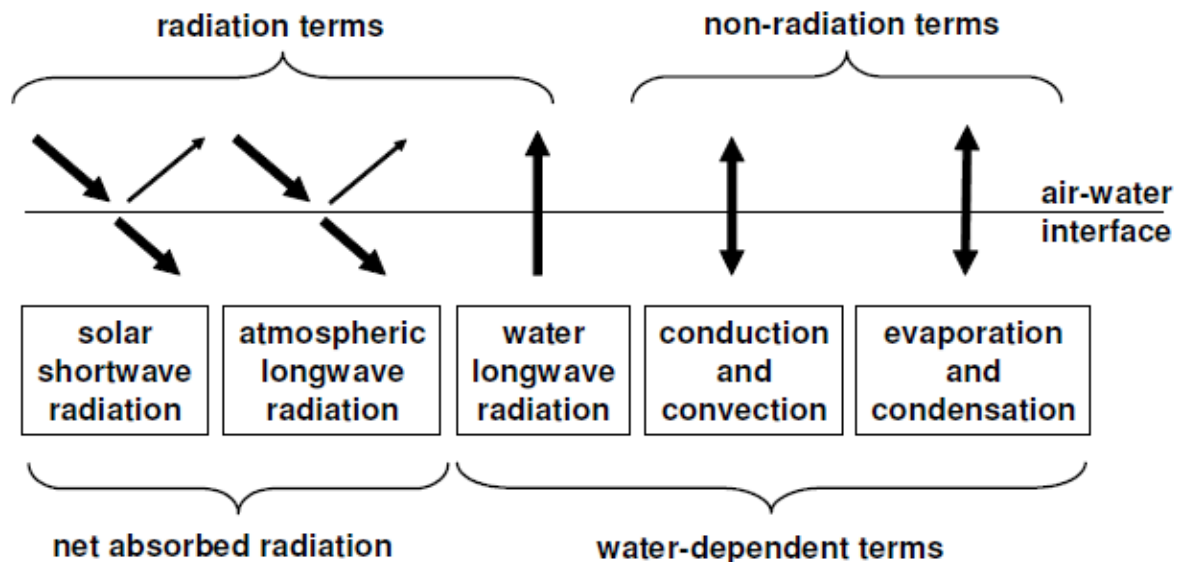 radiation terms
non-radiation terms
air-water
interface
solar
shortwave
radiation
atmospheric
longwave
radiation
water
longwave
radiation
conduction
and
convection
evaporation
and
condensation
net absorbed radiation
water-dependent terms